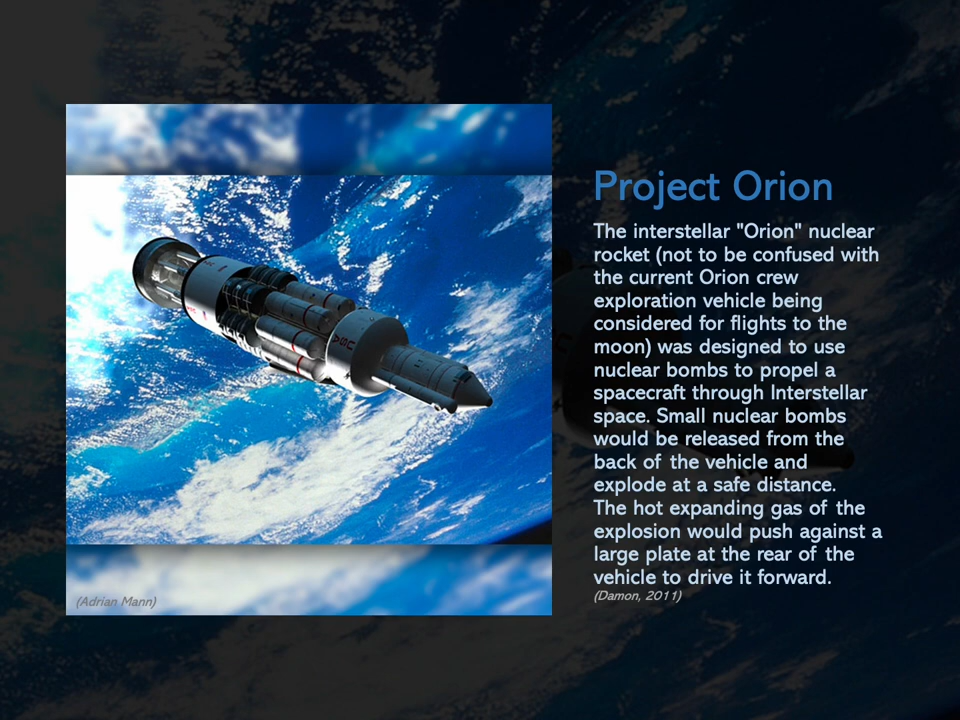 Project Orion
The interstellar "Orion" nuclear
rocket (not to be confused with
the current Orion crew
exploration vehicle being
considered for flights to the
moon) was designed to use
nuclear bombs to propel a
spacecraft through Interstellar
space. Small nuclear bombs
would be released from the
back of the vehicle and
explode at a safe distance.
The hot expanding gas of the
explosion would push against a
large plate at the rear of the
vehicle to drive it forward.
(Damon, 2011)
USA
(Adrian Mann)